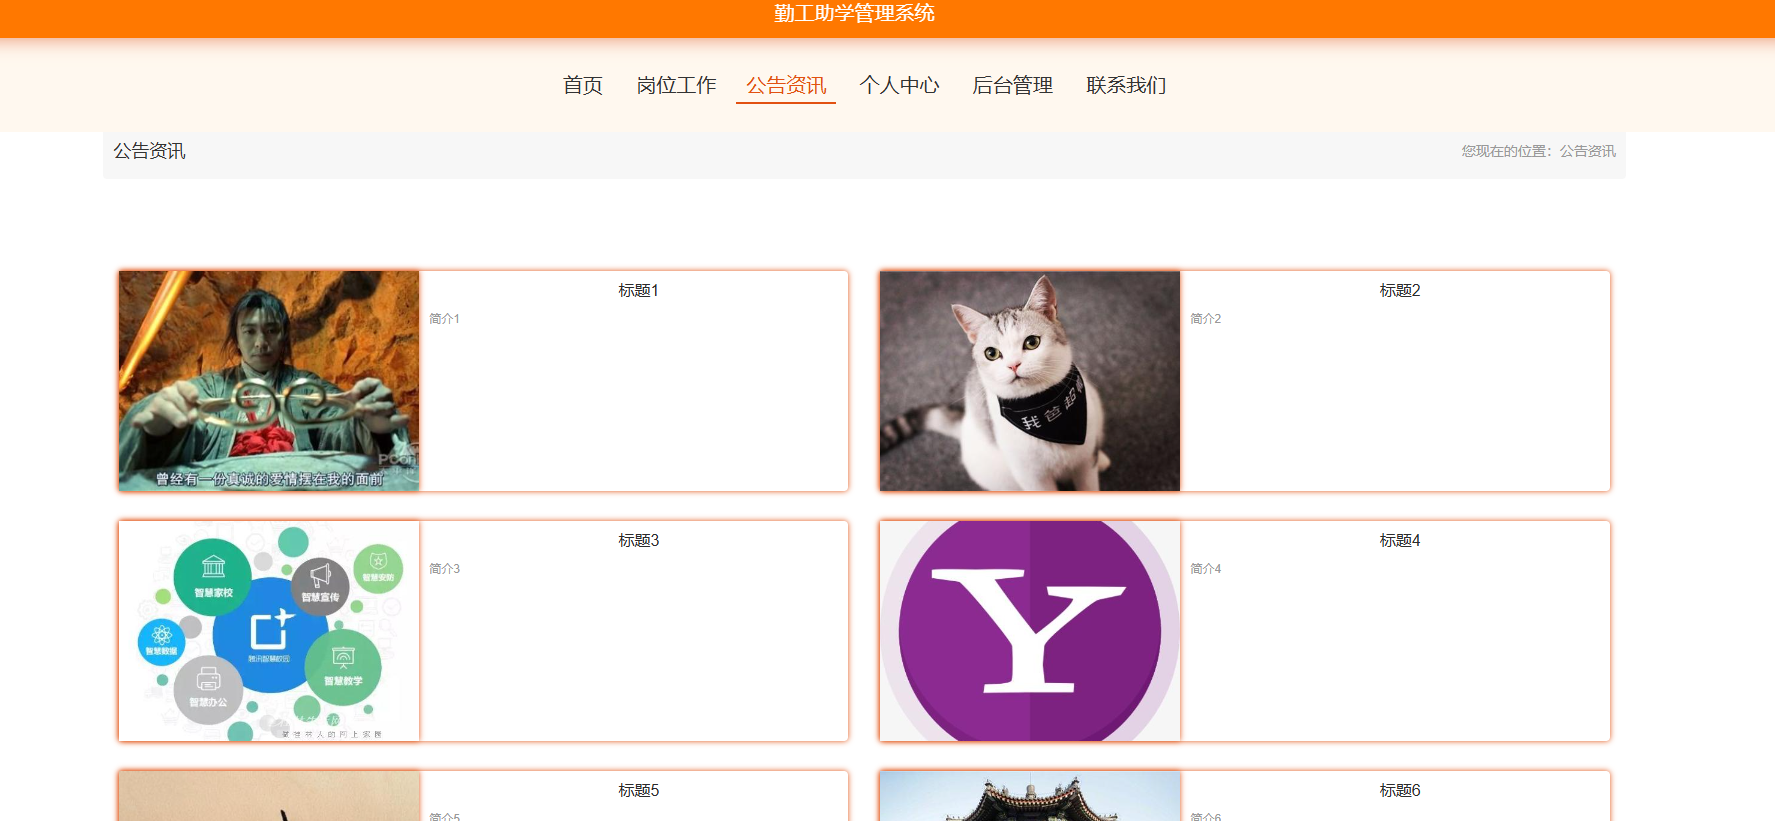 勤工助学管理系统
首页 岗位工作 公告资讯 个人中心 后台管理 联系我们
公告资讯
您现在的位置：公告资讯
标题1
简介1
曾经有一份真诚的爱情摆在我的面前
标题2
简介2
我爸超
标题3
简介3
智慧家校
智慧宣传
智慧安防
智慧数据
腾讯智慧校园
智慧教学
智慧办公
标题4
简介4
Y
标题5
简介5
标题6
简介6